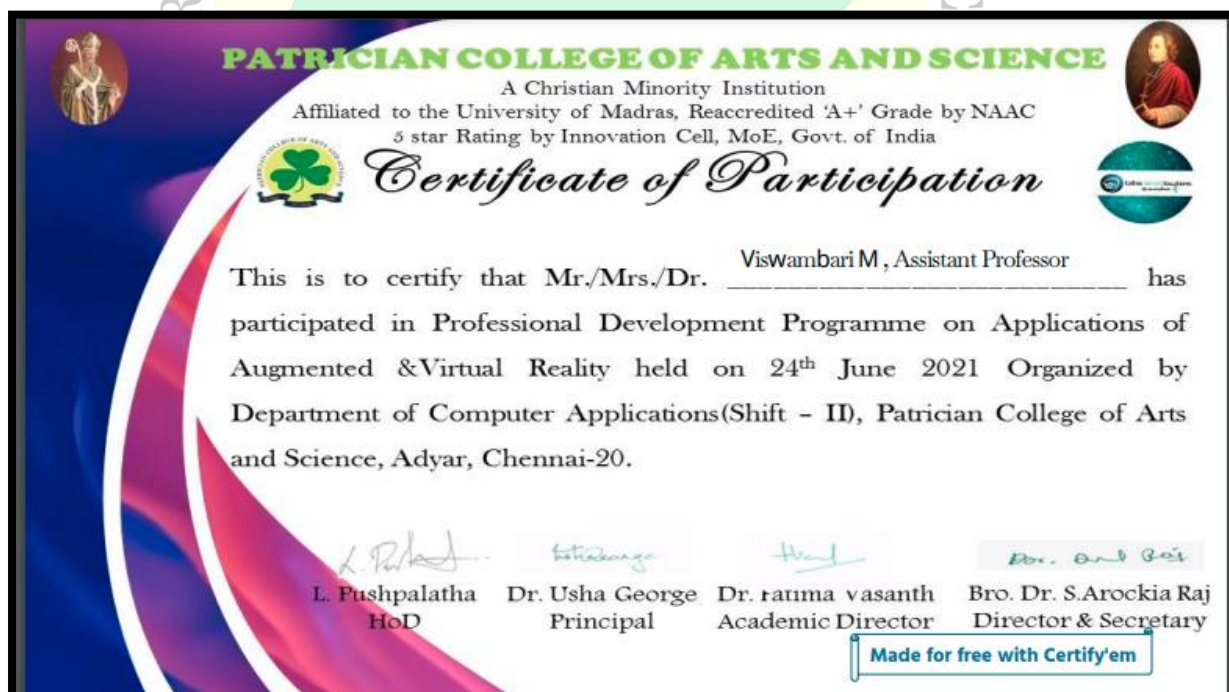 PATRICIAN COLLEGE OF ARTS AND SCIENCE
A Christian Minority Institution
Affiliated to the University of Madras, Reaccredited ‘A+’ Grade by NAAC
5 star Rating by Innovation Cell, MoE, Govt. of India
Certificate of Participation
Viswambari M , Assistant Professor
This is to certify that Mr./Mrs./Dr. __________________________ has
participated in Professional Development Programme on Applications of
Augmented &Virtual Reality held on 24th June 2021 Organized by
Department of Computer Applications(Shift – II), Patrician College of Arts
and Science, Adyar, Chennai-20.
L. Pushpalatha Dr. Usha George Dr. Fatima Vasanth Bro. Dr. S.Arockia Raj
HoD Principal Academic Director Director & Secretary
Made for free with Certify'em